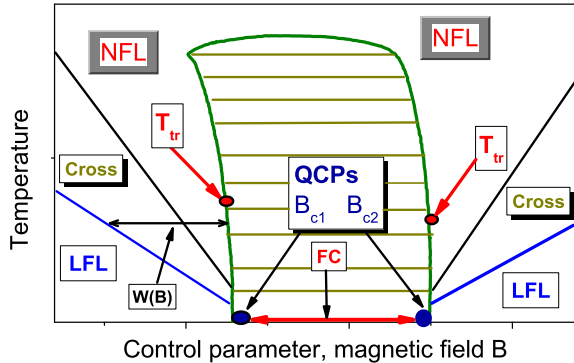 NFL
NFL
T_tr
T_tr
Cross
QCPs
B_c1 B_c2
Cross
LFL
FC
W(B)
LFL
Temperature
Control parameter, magnetic field B